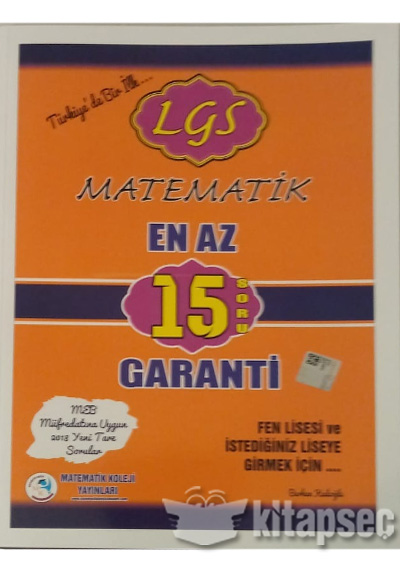 Türkiye'de Bir İlk...
LGS
MATEMATİK
EN AZ
15
SORU
GARANTİ
MEB
Müfredatına Uygun
2018 Yeni Tarz
Sorular
FEN LİSESİ ve
İSTEDİĞİNİZ LİSEYE
GİRMEK İÇİN ....
MATEMATİK KOLEJİ
YAYINLARI
kitapseç